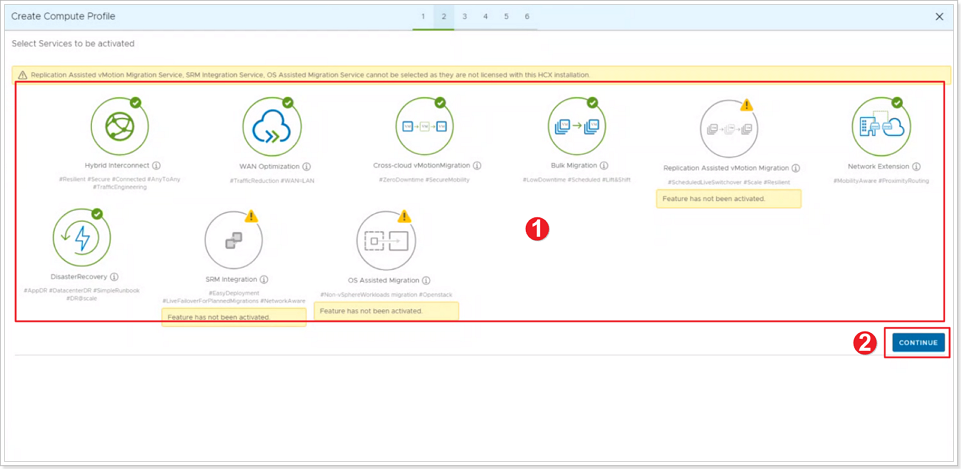 Create Compute Profile
1 2 3 4 5 6
Select Services to be activated
Replication Assisted vMotion Migration Service, SRM Integration Service, OS Assisted Migration Service cannot be selected as they are not licensed with this HCX installation.
Hybrid Interconnect
#Resilient #Secure #Connected #AnyToAny
#TrafficEngineering
WAN Optimization
#TrafficReduction #WAN-LAN
Cross-cloud vMotionMigration
#ZeroDowntime #SecureMobility
Bulk Migration
#LowDowntime #Scheduled #Lift&Shift
Replication Assisted vMotion Migration
#ScheduledLiveSwitchover #Scale #Resilient
Feature has not been activated.
Network Extension
#MobilityAware #ProximityRouting
DisasterRecovery
#AppDR #DatacenterDR #SimpleRunbook
#DR@scale
SRM Integration
#EasyDeployment
#LiveFailoverForPlannedMigrations #NetworkAware
Feature has not been activated.
OS Assisted Migration
#Non-vSphereWorkloads migration #Openstack
Feature has not been activated.
1
2
CONTINUE